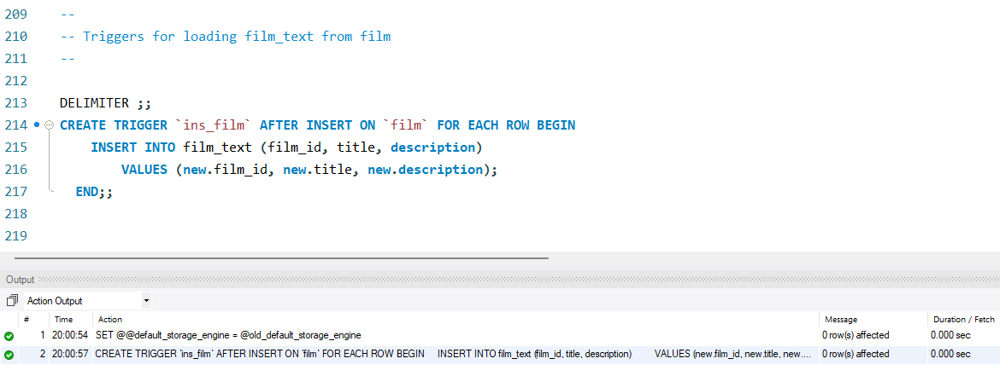 209 --
210 -- Triggers for loading film_text from film
211 --
212
213 DELIMITER ;;
214 CREATE TRIGGER `ins_film` AFTER INSERT ON `film` FOR EACH ROW BEGIN
215 INSERT INTO film_text (film_id, title, description)
216 VALUES (new.film_id, new.title, new.description);
217 END;;
218
219
Output
Action Output
# Time Action Message Duration / Fetch
1 20:00:54 SET @@default_storage_engine = @old_default_storage_engine 0 row(s) affected 0.000 sec
2 20:00:57 CREATE TRIGGER `ins_film` AFTER INSERT ON `film` FOR EACH ROW BEGIN INSERT INTO film_text (film_id, title, description) VALUES (new.film_id, new.title, new.... 0 row(s) affected 0.000 sec